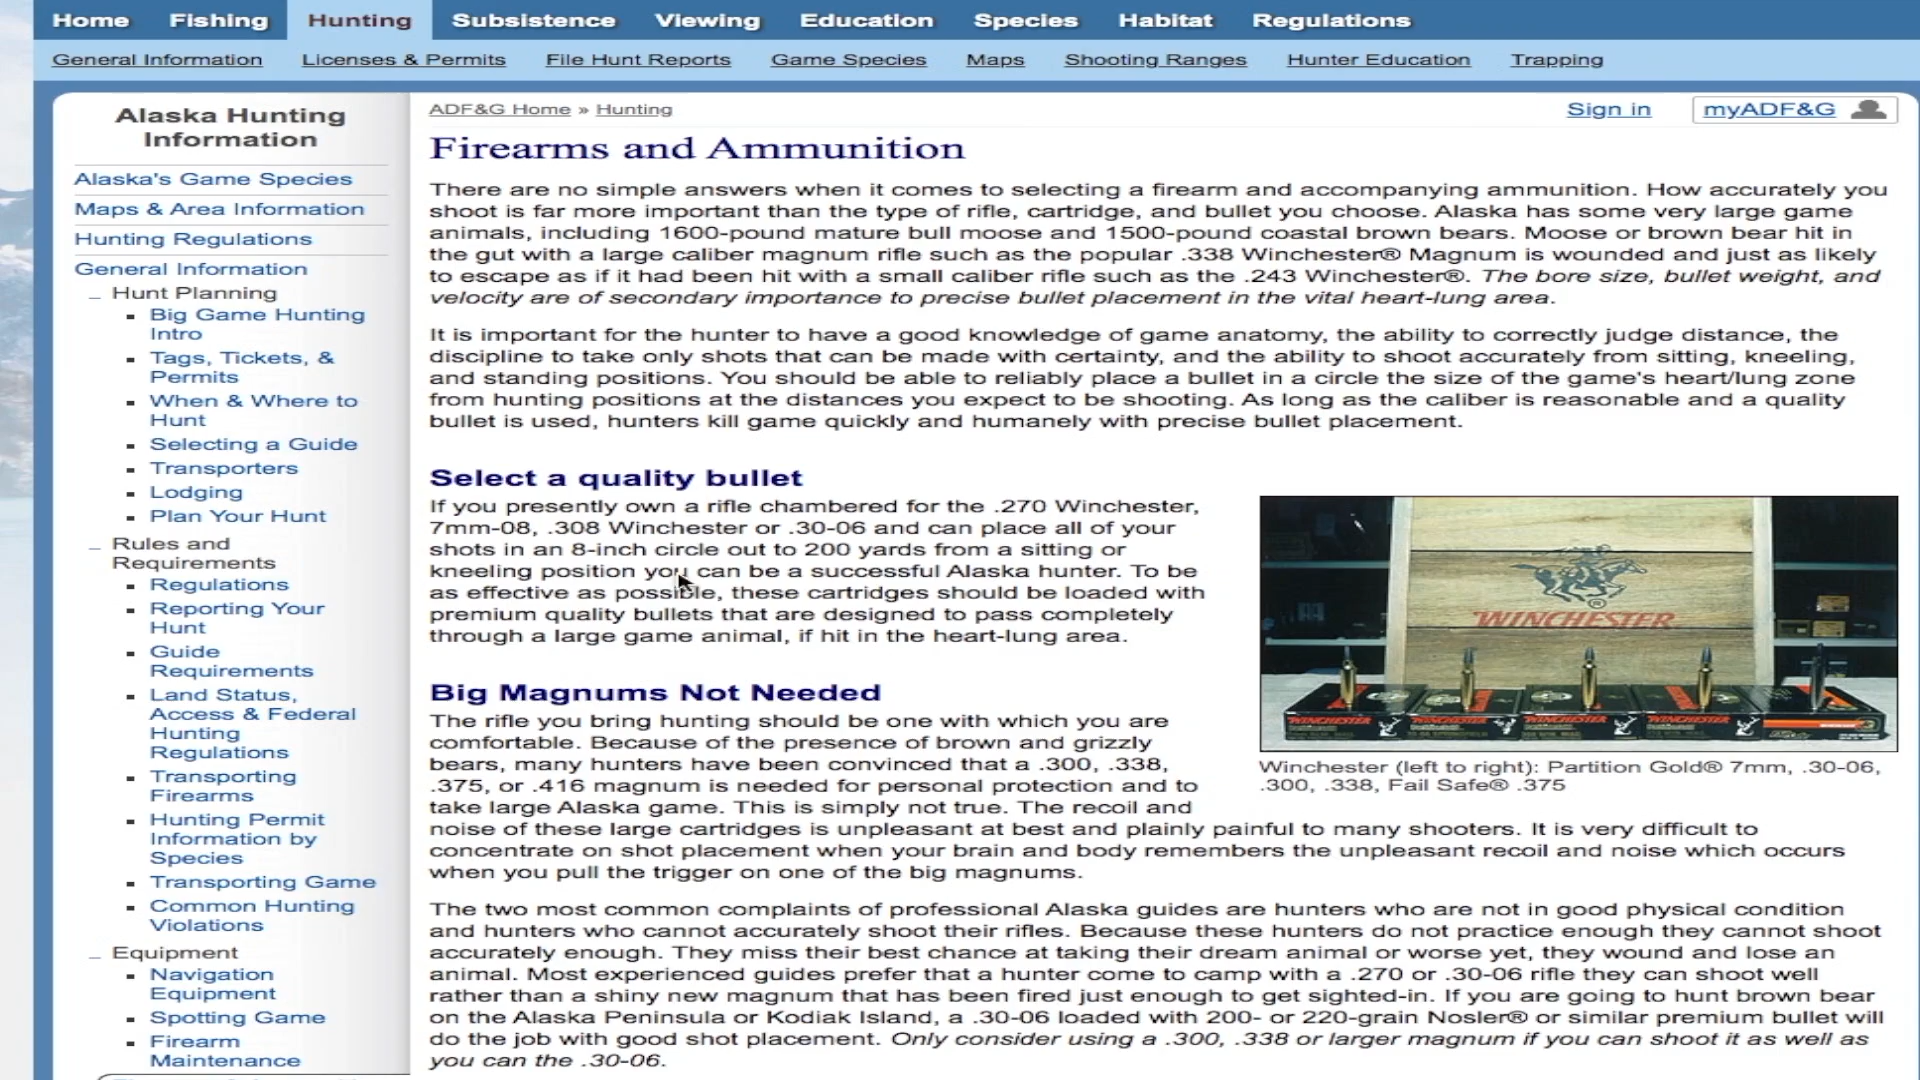 Home Fishing Hunting Subsistence Viewing Education Species Habitat Regulations
General Information Licenses & Permits File Hunt Reports Game Species Maps Shooting Ranges Hunter Education Trapping
Alaska Hunting
Information
Alaska's Game Species
Maps & Area Information
Hunting Regulations
General Information
Hunt Planning
Big Game Hunting
Intro
Tags, Tickets, &
Permits
When & Where to
Hunt
Selecting a Guide
Transporters
Lodging
Plan Your Hunt
Rules and
Requirements
Regulations
Reporting Your
Hunt
Guide
Requirements
Land Status,
Access & Federal
Hunting
Regulations
Transporting
Firearms
Hunting Permit
Information by
Species
Transporting Game
Common Hunting
Violations
Equipment
Navigation
Equipment
Spotting Game
Firearm
Maintenance
ADF&G Home » Hunting
Sign in
myADF&G
Firearms and Ammunition
There are no simple answers when it comes to selecting a firearm and accompanying ammunition. How accurately you
shoot is far more important than the type of rifle, cartridge, and bullet you choose. Alaska has some very large game
animals, including 1600-pound mature bull moose and 1500-pound coastal brown bears. Moose or brown bear hit in
the gut with a large caliber magnum rifle such as the popular .338 Winchester® Magnum is wounded and just as likely
to escape as if it had been hit with a small caliber rifle such as the .243 Winchester®. The bore size, bullet weight, and
velocity are of secondary importance to precise bullet placement in the vital heart-lung area.
It is important for the hunter to have a good knowledge of game anatomy, the ability to correctly judge distance, the
discipline to take only shots that can be made with certainty, and the ability to shoot accurately from sitting, kneeling,
and standing positions. You should be able to reliably place a bullet in a circle the size of the game's heart/lung zone
from hunting positions at the distances you expect to be shooting. As long as the caliber is reasonable and a quality
bullet is used, hunters kill game quickly and humanely with precise bullet placement.
Select a quality bullet
If you presently own a rifle chambered for the .270 Winchester,
7mm-08, .308 Winchester or .30-06 and can place all of your
shots in an 8-inch circle out to 200 yards from a sitting or
kneeling position you can be a successful Alaska hunter. To be
as effective as possible, these cartridges should be loaded with
premium quality bullets that are designed to pass completely
through a large game animal, if hit in the heart-lung area.
WINCHESTER
WINCHESTER WINCHESTER WINCHESTER WINCHESTER
Winchester (left to right): Partition Gold® 7mm, .30-06,
.300, .338, Fail Safe® .375
Big Magnums Not Needed
The rifle you bring hunting should be one with which you are
comfortable. Because of the presence of brown and grizzly
bears, many hunters have been convinced that a .300, .338,
.375, or .416 magnum is needed for personal protection and to
take large Alaska game. This is simply not true. The recoil and
noise of these large cartridges is unpleasant at best and plainly painful to many shooters. It is very difficult to
concentrate on shot placement when your brain and body remembers the unpleasant recoil and noise which occurs
when you pull the trigger on one of the big magnums.
The two most common complaints of professional Alaska guides are hunters who are not in good physical condition
and hunters who cannot accurately shoot their rifles. Because these hunters do not practice enough they cannot shoot
accurately enough. They miss their best chance at taking their dream animal or worse yet, they wound and lose an
animal. Most experienced guides prefer that a hunter come to camp with a .270 or .30-06 rifle they can shoot well
rather than a shiny new magnum that has been fired just enough to get sighted-in. If you are going to hunt brown bear
on the Alaska Peninsula or Kodiak Island, a .30-06 loaded with 200- or 220-grain Nosler® or similar premium bullet will
do the job with good shot placement. Only consider using a .300, .338 or larger magnum if you can shoot it as well as
you can the .30-06.